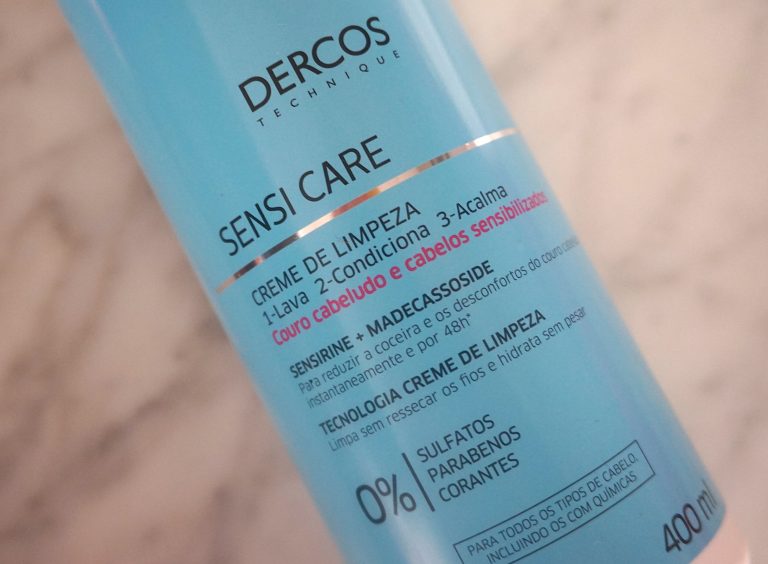 DERCOS
TECHNIQUE
SENSI CARE
CREME DE LIMPEZA
1-Lava 2-Condiciona 3-Acalma
Couro cabeludo e cabelos sensibilizados
SENSIRINE + MADECASSOSIDE
Para reduzir a coceira e os desconfortos do couro
instantaneamente e por 48h*
TECNOLOGIA CREME DE LIMPEZA
Limpa sem ressecar os fios e hidrata sem pesar
0%
SULFATOS
PARABENOS
CORANTES
PARA TODOS OS TIPOS DE CABELO,
INCLUINDO OS COM QUÍMICAS
400 ml